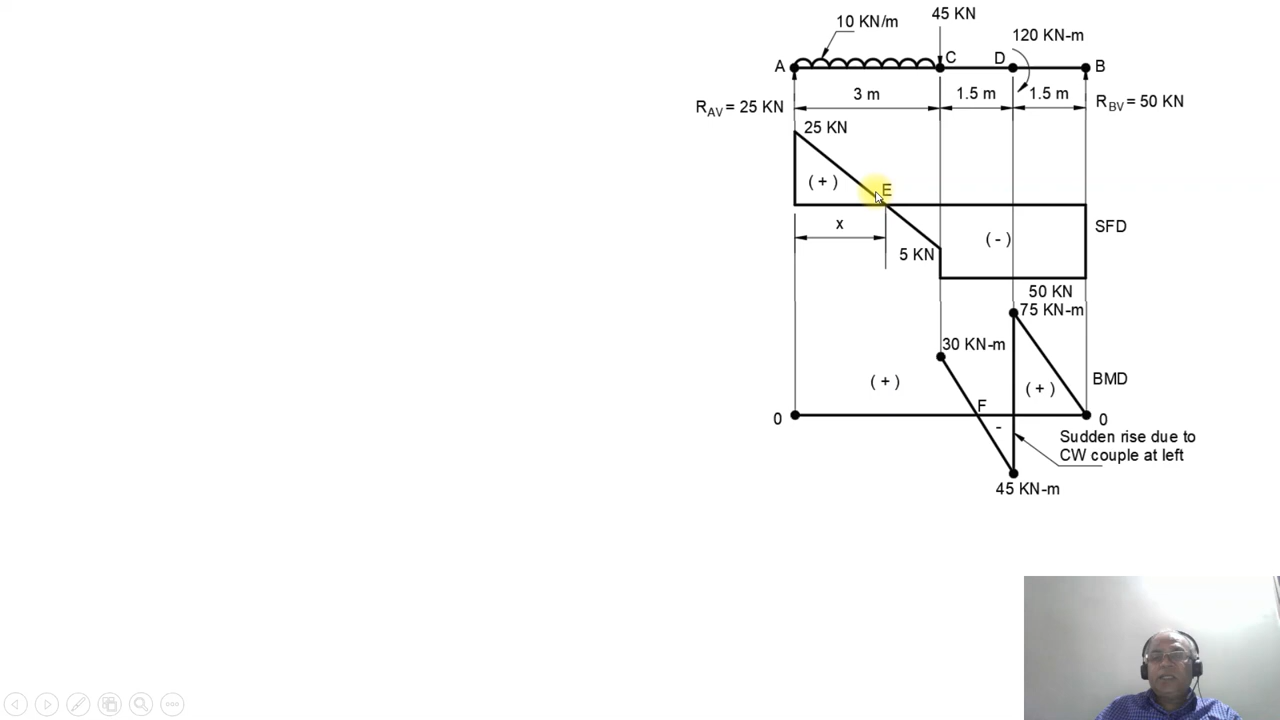 45 KN
10 KN/m
120 KN-m
A
C
D
B
3 m
1.5 m
1.5 m
R_AV = 25 KN
R_BV = 50 KN
25 KN
( + )
E
x
5 KN
( - )
SFD
50 KN
75 KN-m
30 KN-m
( + )
( + )
BMD
F
0
0
-
Sudden rise due to
CW couple at left
45 KN-m